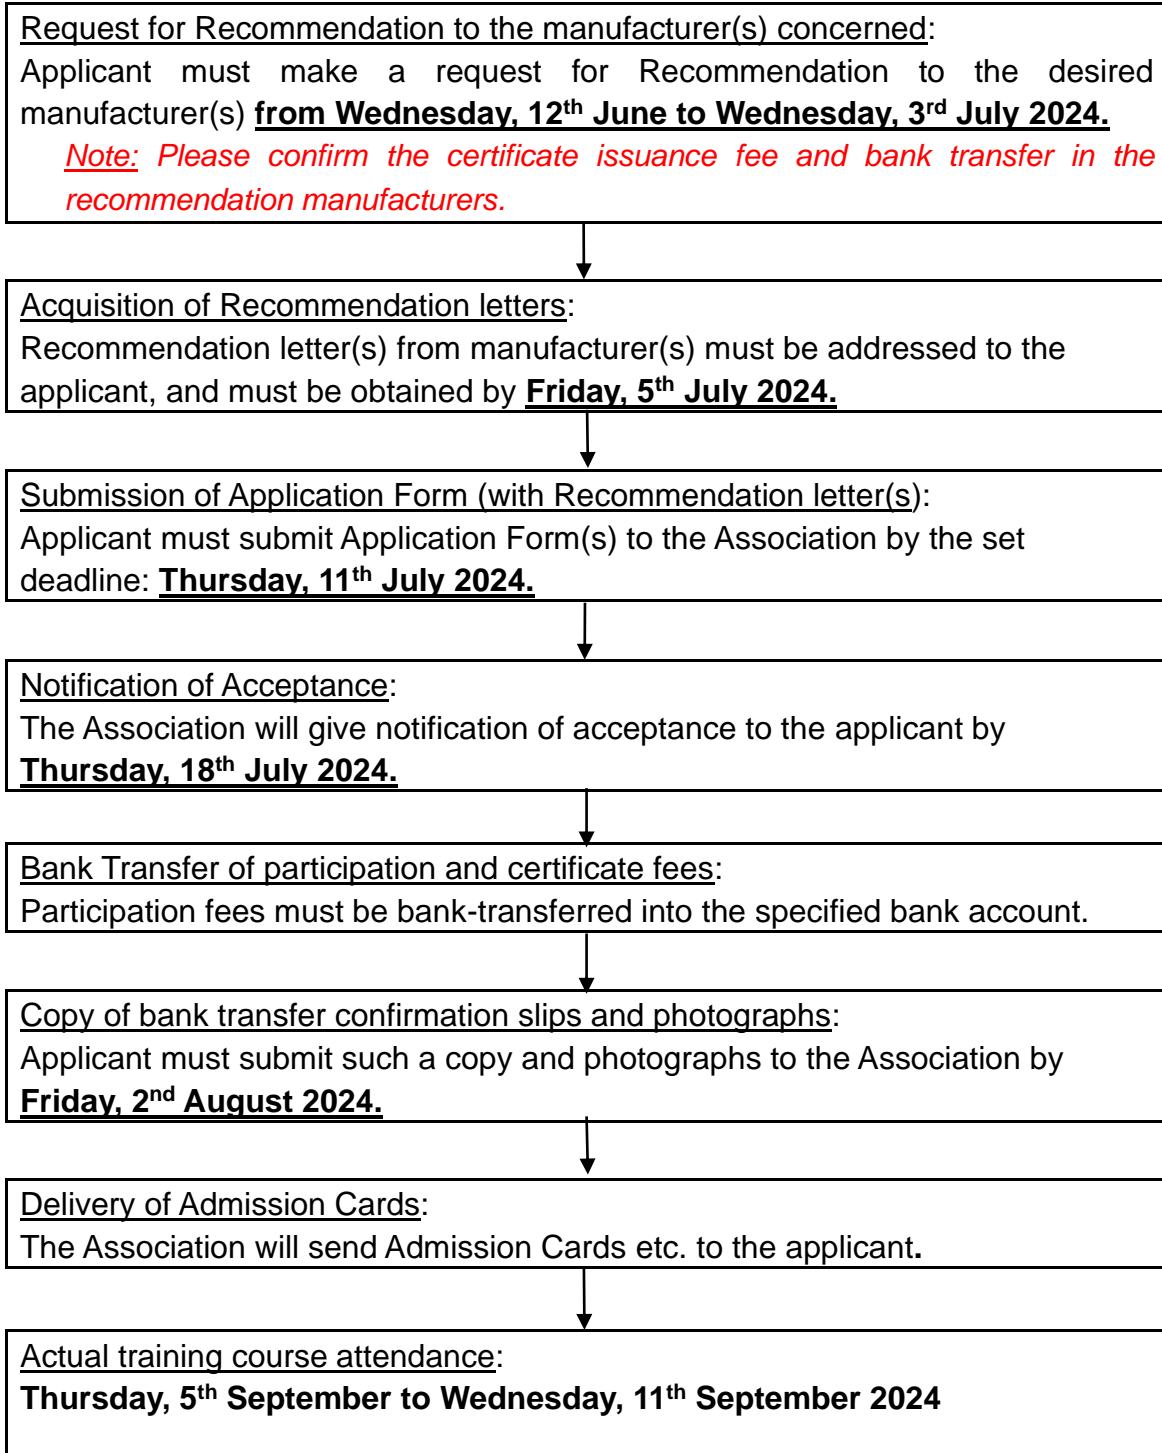 Request for Recommendation to the manufacturer(s) concerned:
Applicant must make a request for Recommendation to the desired
manufacturer(s) from Wednesday, 12th June to Wednesday, 3rd July 2024.
Note: Please confirm the certificate issuance fee and bank transfer in the
recommendation manufacturers.
Acquisition of Recommendation letters:
Recommendation letter(s) from manufacturer(s) must be addressed to the
applicant, and must be obtained by Friday, 5th July 2024.
Submission of Application Form (with Recommendation letter(s):
Applicant must submit Application Form(s) to the Association by the set
deadline: Thursday, 11th July 2024.
Notification of Acceptance:
The Association will give notification of acceptance to the applicant by
Thursday, 18th July 2024.
Bank Transfer of participation and certificate fees:
Participation fees must be bank-transferred into the specified bank account.
Copy of bank transfer confirmation slips and photographs:
Applicant must submit such a copy and photographs to the Association by
Friday, 2nd August 2024.
Delivery of Admission Cards:
The Association will send Admission Cards etc. to the applicant.
Actual training course attendance:
Thursday, 5th September to Wednesday, 11th September 2024